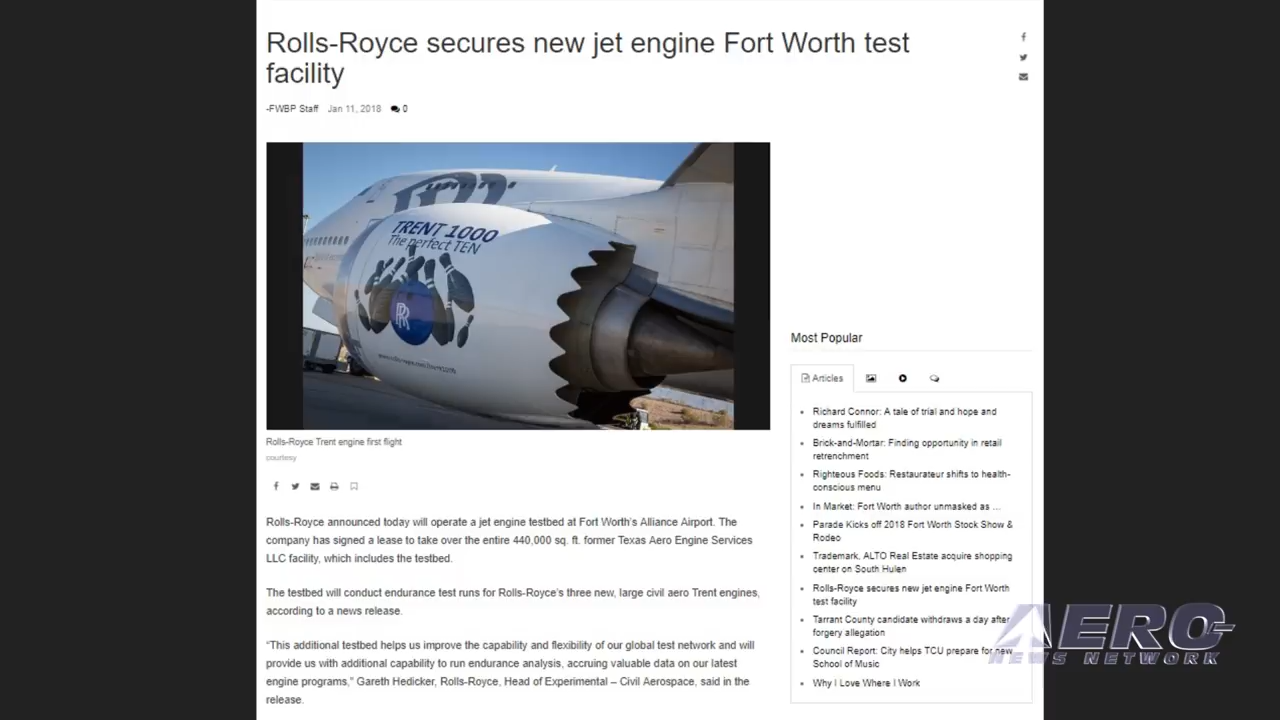 Rolls-Royce secures new jet engine Fort Worth test
facility
-FWBP Staff Jan 11, 2018 0
TRENT 1000
The perfect TEN
Rolls-Royce Trent engine first flight
courtesy
Rolls-Royce announced today will operate a jet engine testbed at Fort Worth's Alliance Airport. The
company has signed a lease to take over the entire 440,000 sq. ft. former Texas Aero Engine Services
LLC facility, which includes the testbed.
The testbed will conduct endurance test runs for Rolls-Royce's three new, large civil aero Trent engines,
according to a news release.
“This additional testbed helps us improve the capability and flexibility of our global test network and will
provide us with additional capability to run endurance analysis, accruing valuable data on our latest
engine programs,” Gareth Hedicker, Rolls-Royce, Head of Experimental – Civil Aerospace, said in the
release.
Most Popular
Articles
Richard Connor: A tale of trial and hope and
dreams fulfilled
Brick-and-Mortar: Finding opportunity in retail
retrenchment
Righteous Foods: Restaurateur shifts to health-
conscious menu
In Market: Fort Worth author unmasked as ...
Parade Kicks off 2018 Fort Worth Stock Show &
Rodeo
Trademark, ALTO Real Estate acquire shopping
center on South Hulen
Rolls-Royce secures new jet engine Fort Worth
test facility
Tarrant County candidate withdraws a day after
forgery allegation
Council Report: City helps TCU prepare for new
School of Music
Why I Love Where I Work
AERO
NEWS NETWORK